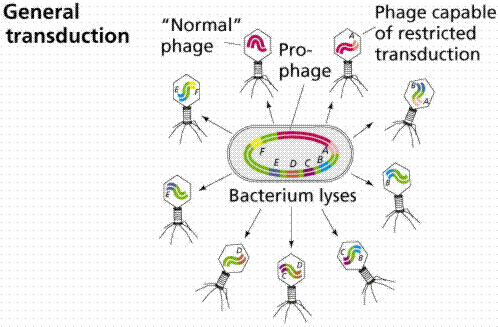 General
transduction
“Normal”
phage
Pro-
phage
Phage capable
of restricted
transduction
A
E F
B
A
F
E D C B A
B
E
Bacterium lyses
D
C D
C B